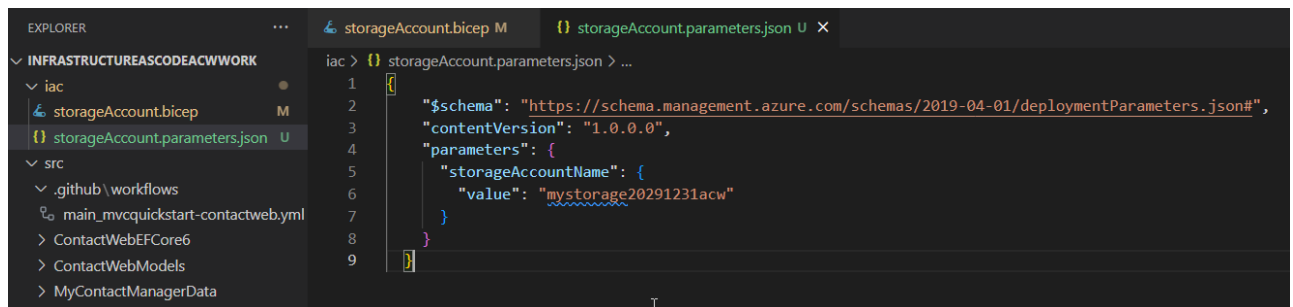 EXPLORER ...
INFRASTRUCTUREASCODEACWWORK
iac
storageAccount.bicep M
storageAccount.parameters.json U
src
.github\workflows
main_mvcquickstart-contactweb.yml
ContactWebEFCore6
ContactWebModels
MyContactManagerData
storageAccount.bicep M
{} storageAccount.parameters.json U
iac > {} storageAccount.parameters.json > ...
1 {
2 "$schema": "https://schema.management.azure.com/schemas/2019-04-01/deploymentParameters.json#",
3 "contentVersion": "1.0.0.0",
4 "parameters": {
5 "storageAccountName": {
6 "value": "mystorage20291231acw"
7 }
8 }
9 }